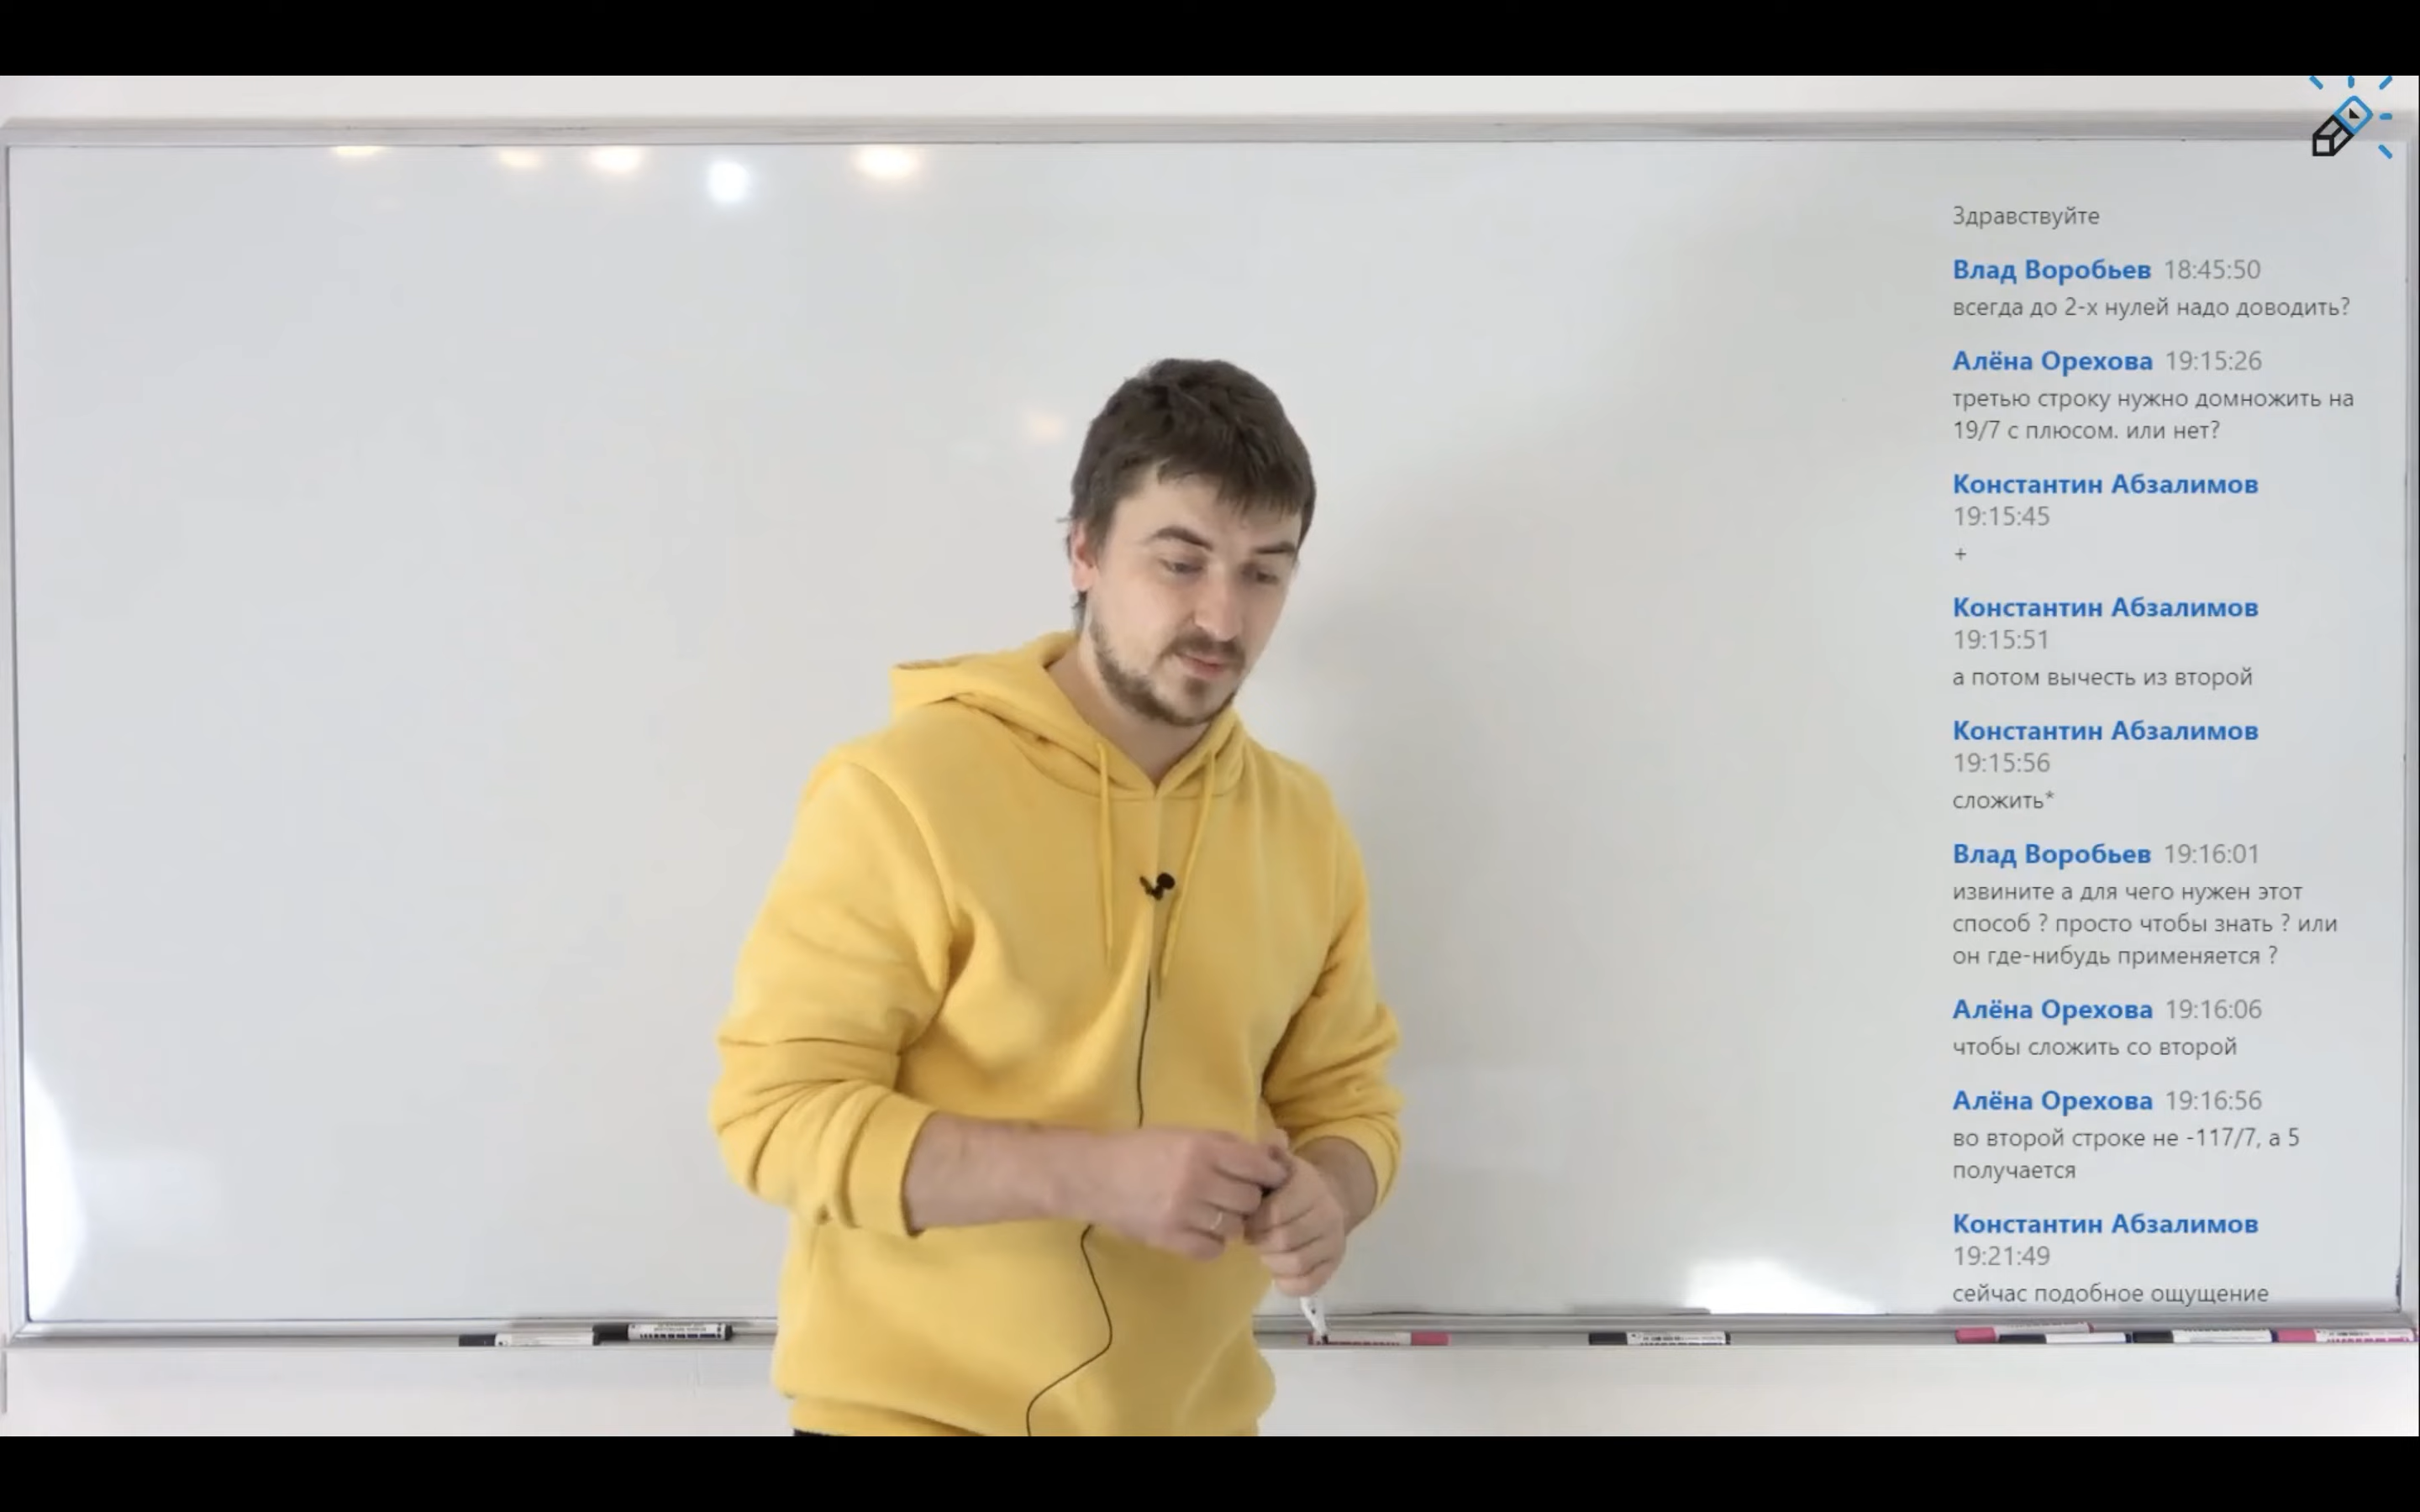 Здравствуйте
Влад Воробьев 18:45:50
всегда до 2-х нулей надо доводить?
Алёна Орехова 19:15:26
третью строку нужно домножить на
19/7 с плюсом. или нет?
Константин Абзалимов
19:15:45
+
Константин Абзалимов
19:15:51
а потом вычесть из второй
Константин Абзалимов
19:15:56
сложить*
Влад Воробьев 19:16:01
извините а для чего нужен этот
способ ? просто чтобы знать ? или
он где-нибудь применяется ?
Алёна Орехова 19:16:06
чтобы сложить со второй
Алёна Орехова 19:16:56
во второй строке не -117/7, а 5
получается
Константин Абзалимов
19:21:49
сейчас подобное ощущение